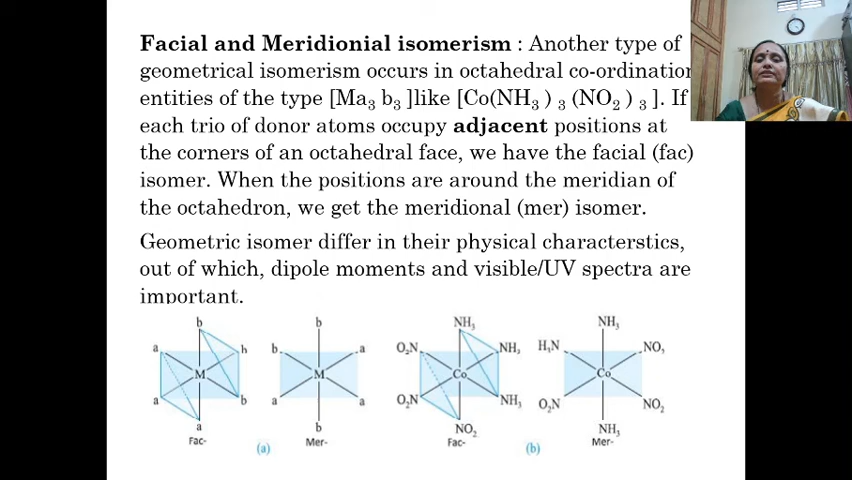 Facial and Meridionial isomerism : Another type of
geometrical isomerism occurs in octahedral co-ordination
entities of the type [Ma3 b3 ]like [Co(NH3 ) 3 (NO2 ) 3 ]. If
each trio of donor atoms occupy adjacent positions at
the corners of an octahedral face, we have the facial (fac)
isomer. When the positions are around the meridian of
the octahedron, we get the meridional (mer) isomer.
Geometric isomer differ in their physical characterstics,
out of which, dipole moments and visible/UV spectra are
important.
b b NH3 NH3
a b b a O2N NH3 H3N NO2
M M Co Co
a b a a O2N NH3 O2N NO2
a b NO2 NH3
Fac- Mer- Fac- Mer-
(a) (b)